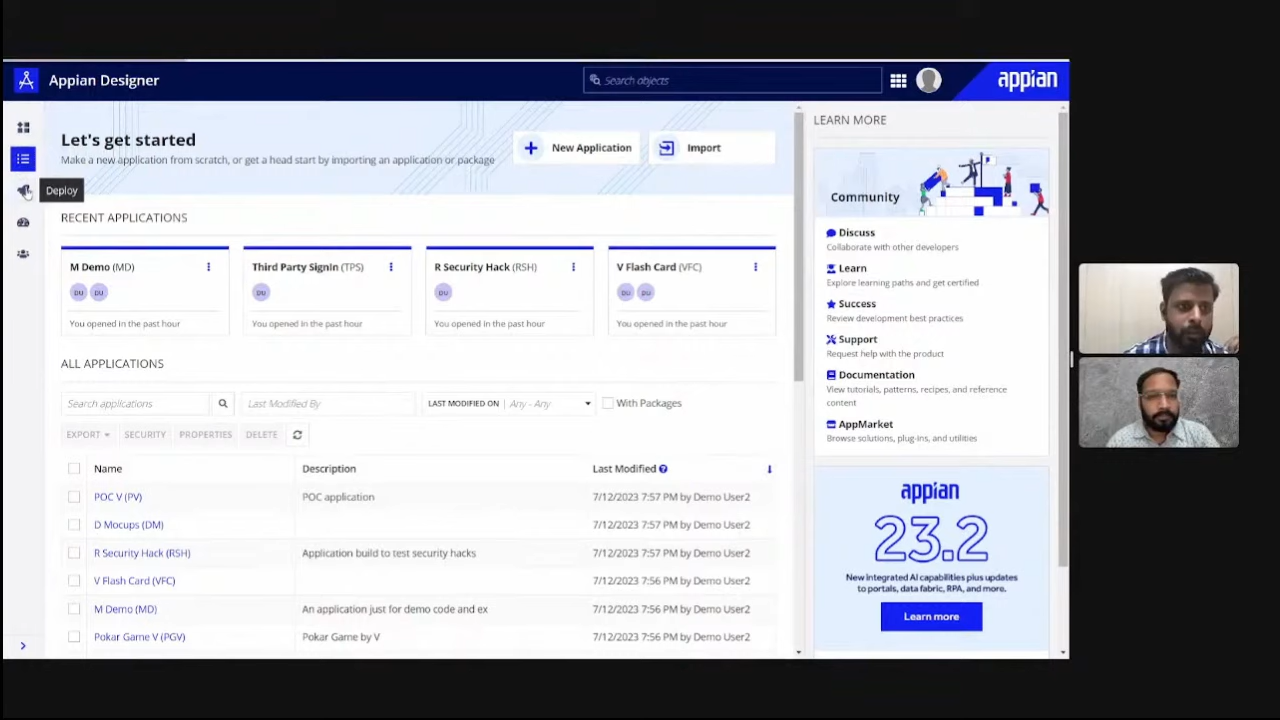 Appian Designer
Search objects
appian
Let's get started
Make a new application from scratch, or get a head start by importing an application or package
New Application
Import
Deploy
RECENT APPLICATIONS
M Demo (MD)
DU DU
You opened in the past hour
Third Party SignIn (TPS)
DU
You opened in the past hour
R Security Hack (RSH)
DU
You opened in the past hour
V Flash Card (VFC)
DU DU
You opened in the past hour
ALL APPLICATIONS
Search applications
Last Modified By
LAST MODIFIED ON Any - Any
With Packages
EXPORT SECURITY PROPERTIES DELETE
Name Description Last Modified
POC V (PV) POC application 7/12/2023 7:57 PM by Demo User2
D Mocups (DM) 7/12/2023 7:57 PM by Demo User2
R Security Hack (RSH) Application build to test security hacks 7/12/2023 7:57 PM by Demo User2
V Flash Card (VFC) 7/12/2023 7:56 PM by Demo User2
M Demo (MD) An application just for demo code and ex 7/12/2023 7:56 PM by Demo User2
Pokar Game V (PGV) Pokar Game by V 7/12/2023 7:56 PM by Demo User2
LEARN MORE
Community
Discuss
Collaborate with other developers
Learn
Explore learning paths and get certified
Success
Review development best practices
Support
Request help with the product
Documentation
View tutorials, patterns, recipes, and reference
content
AppMarket
Browse solutions, plug-ins, and utilities
appian
23.2
New integrated AI capabilities plus updates
to portals, data fabric, RPA, and more.
Learn more